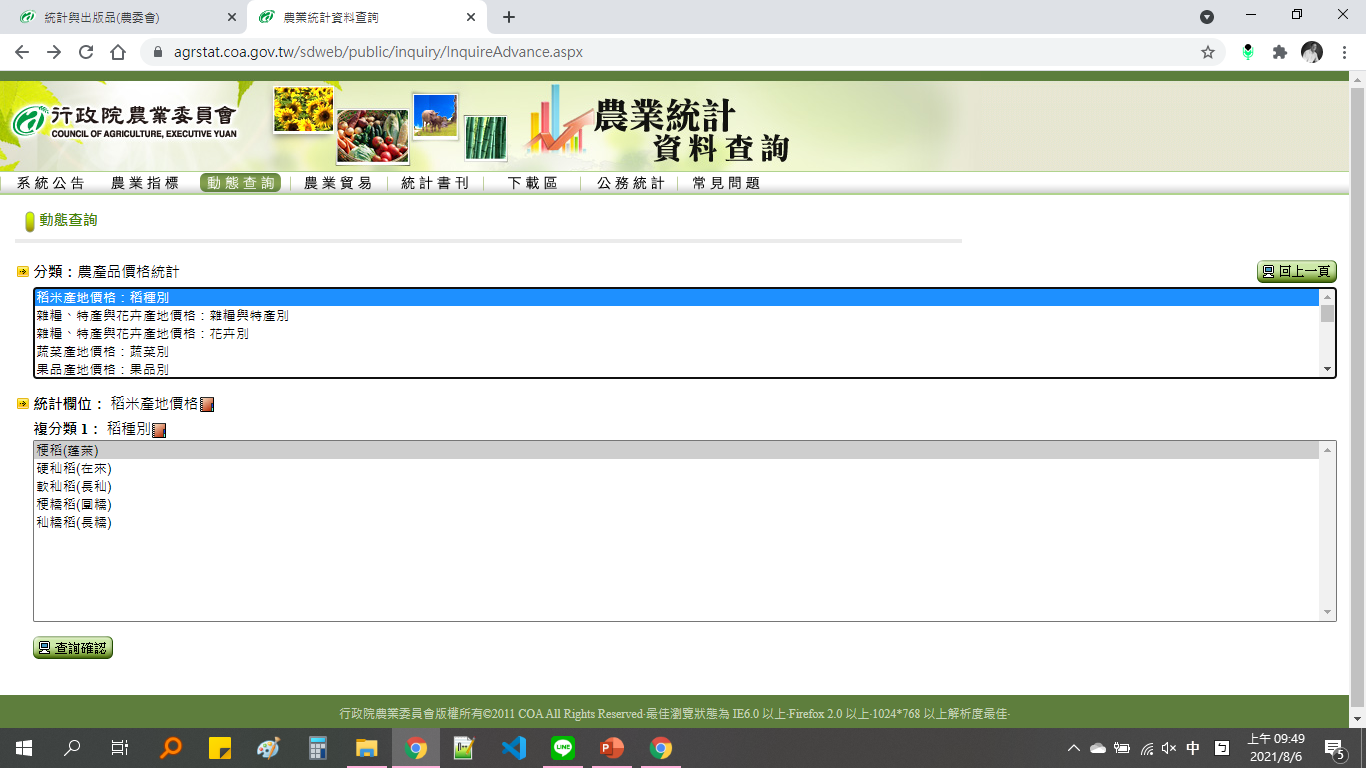 統計與出版品(農委會)
農業統計資料查詢
agrstat.coa.gov.tw/sdweb/public/inquiry/InquireAdvance.aspx
行政院農業委員會
COUNCIL OF AGRICULTURE, EXECUTIVE YUAN
農業統計
資料查詢
系統公告 農業指標 動態查詢 農業貿易 統計書刊 下載區 公務統計 常見問題
動態查詢
分類：農產品價格統計
回上一頁
稻米產地價格：稻種別
雜糧、特產與花卉產地價格：雜糧與特產別
雜糧、特產與花卉產地價格：花卉別
蔬菜產地價格：蔬菜別
果品產地價格：果品別
統計欄位： 稻米產地價格
複分類 1： 稻種別
稉稻(蓬萊)
硬秈稻(在來)
軟秈稻(長秈)
稉糯稻(圓糯)
秈糯稻(長糯)
查詢確認
行政院農業委員會版權所有©2011 COA All Rights Reserved·最佳瀏覽狀態為 IE6.0 以上·Firefox 2.0 以上·1024*768 以上解析度最佳·
LINE
中
上午 09:49
2021/8/6
5